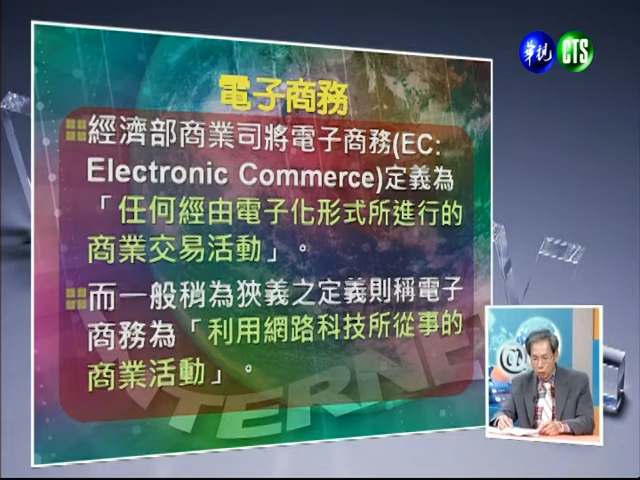 華視 CTS
電子商務
經濟部商業司將電子商務(EC:
Electronic Commerce)定義為
「任何經由電子化形式所進行的
商業交易活動」。
而一般稍為狹義之定義則稱電子
商務為「利用網路科技所從事的
商業活動」。
TERNE